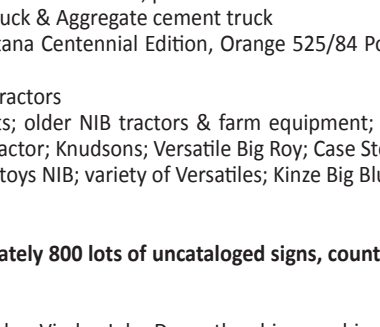 uck & Aggregate cement truck
tana Centennial Edition, Orange 525/84 Po
ractors
ts; older NIB tractors & farm equipment;
actor; Knudsons; Versatile Big Roy; Case Ste
toys NIB; variety of Versatiles; Kinze Big Blu
ately 800 lots of uncataloged signs, count